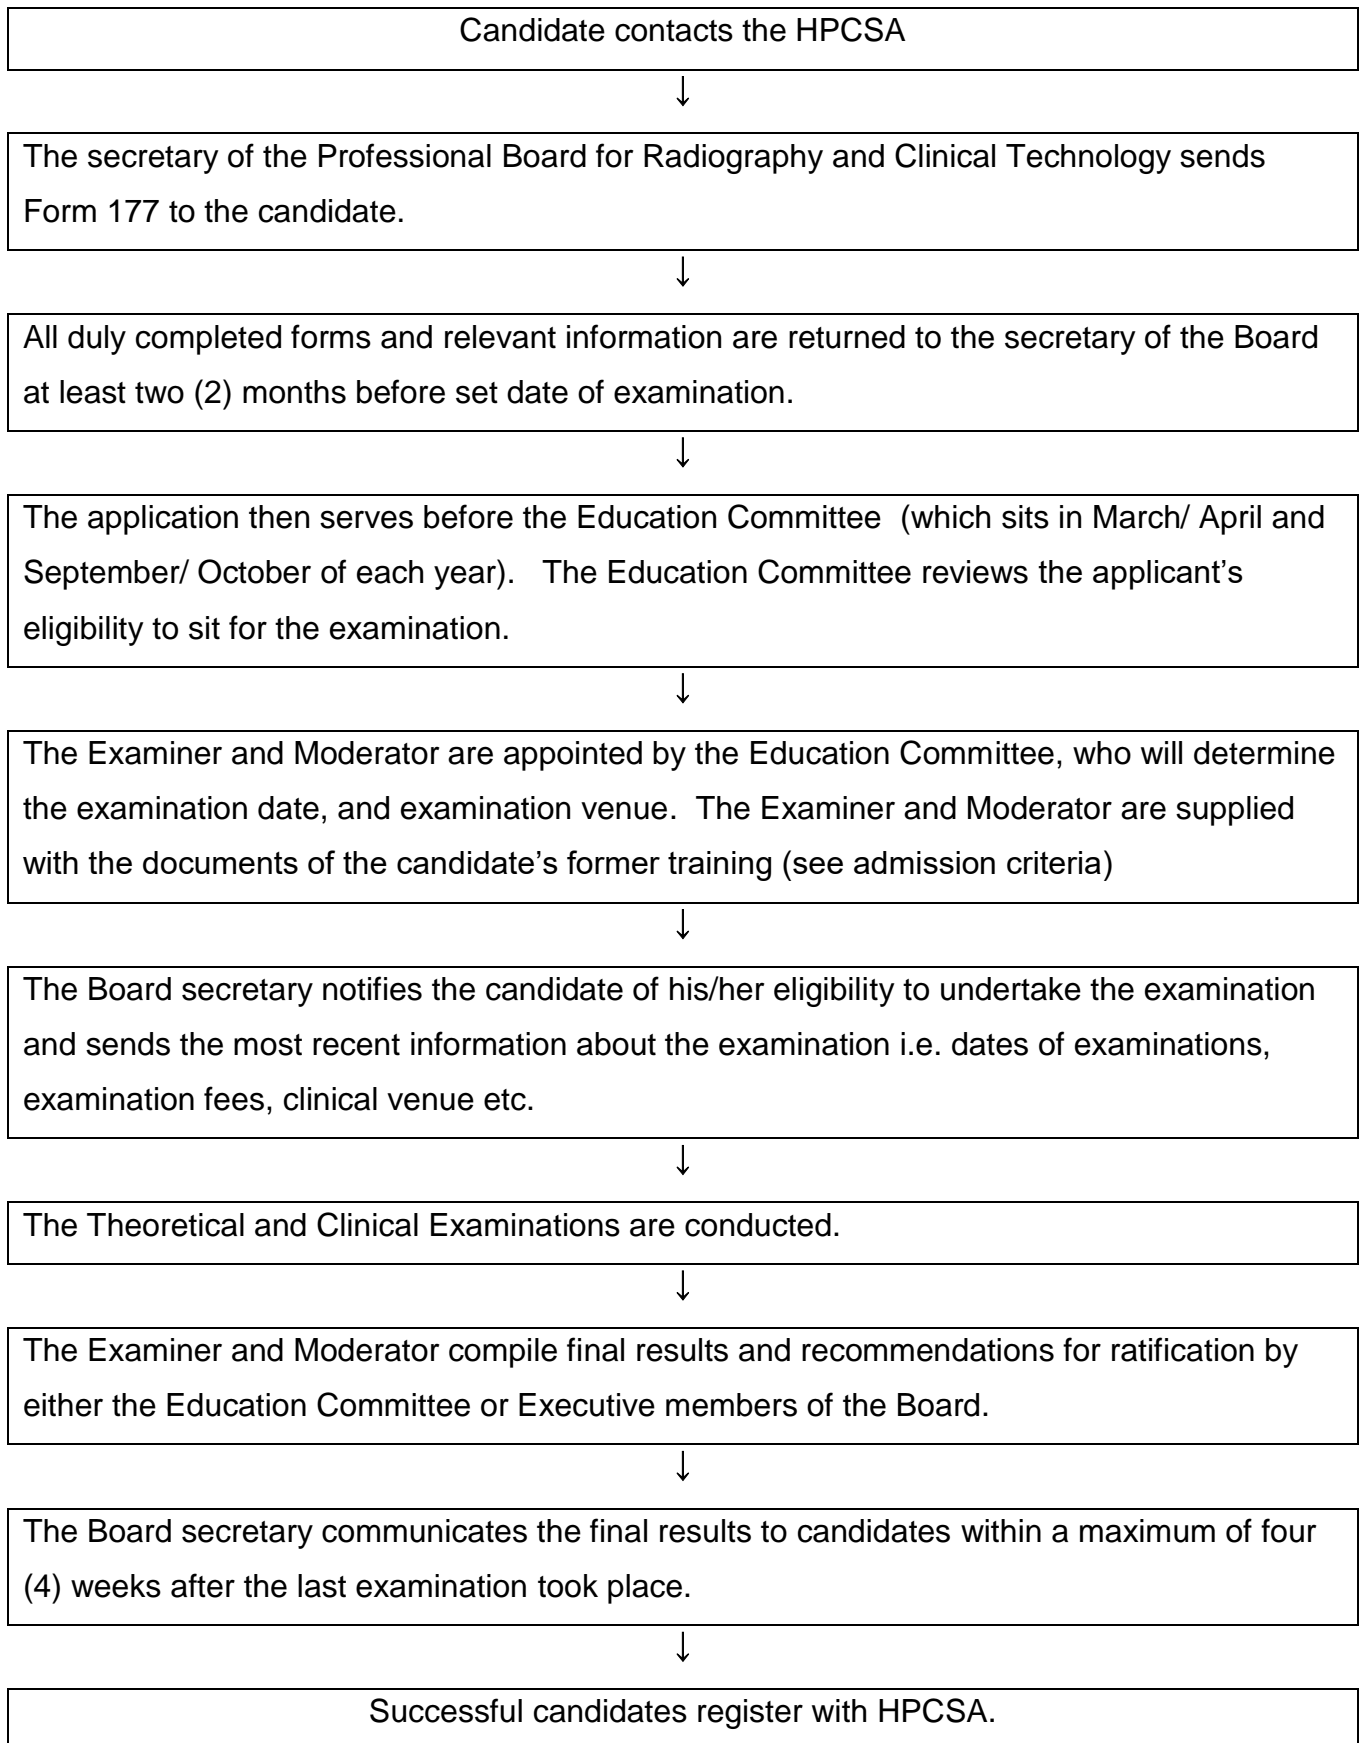 Candidate contacts the HPCSA
↓
The secretary of the Professional Board for Radiography and Clinical Technology sends
Form 177 to the candidate.
↓
All duly completed forms and relevant information are returned to the secretary of the Board
at least two (2) months before set date of examination.
↓
The application then serves before the Education Committee  (which sits in March/ April and
September/ October of each year).   The Education Committee reviews the applicant’s
eligibility to sit for the examination.
↓
The Examiner and Moderator are appointed by the Education Committee, who will determine
the examination date, and examination venue.  The Examiner and Moderator are supplied
with the documents of the candidate’s former training (see admission criteria)
↓
The Board secretary notifies the candidate of his/her eligibility to undertake the examination
and sends the most recent information about the examination i.e. dates of examinations,
examination fees, clinical venue etc.
↓
The Theoretical and Clinical Examinations are conducted.
↓
The Examiner and Moderator compile final results and recommendations for ratification by
either the Education Committee or Executive members of the Board.
↓
The Board secretary communicates the final results to candidates within a maximum of four
(4) weeks after the last examination took place.
↓
Successful candidates register with HPCSA.